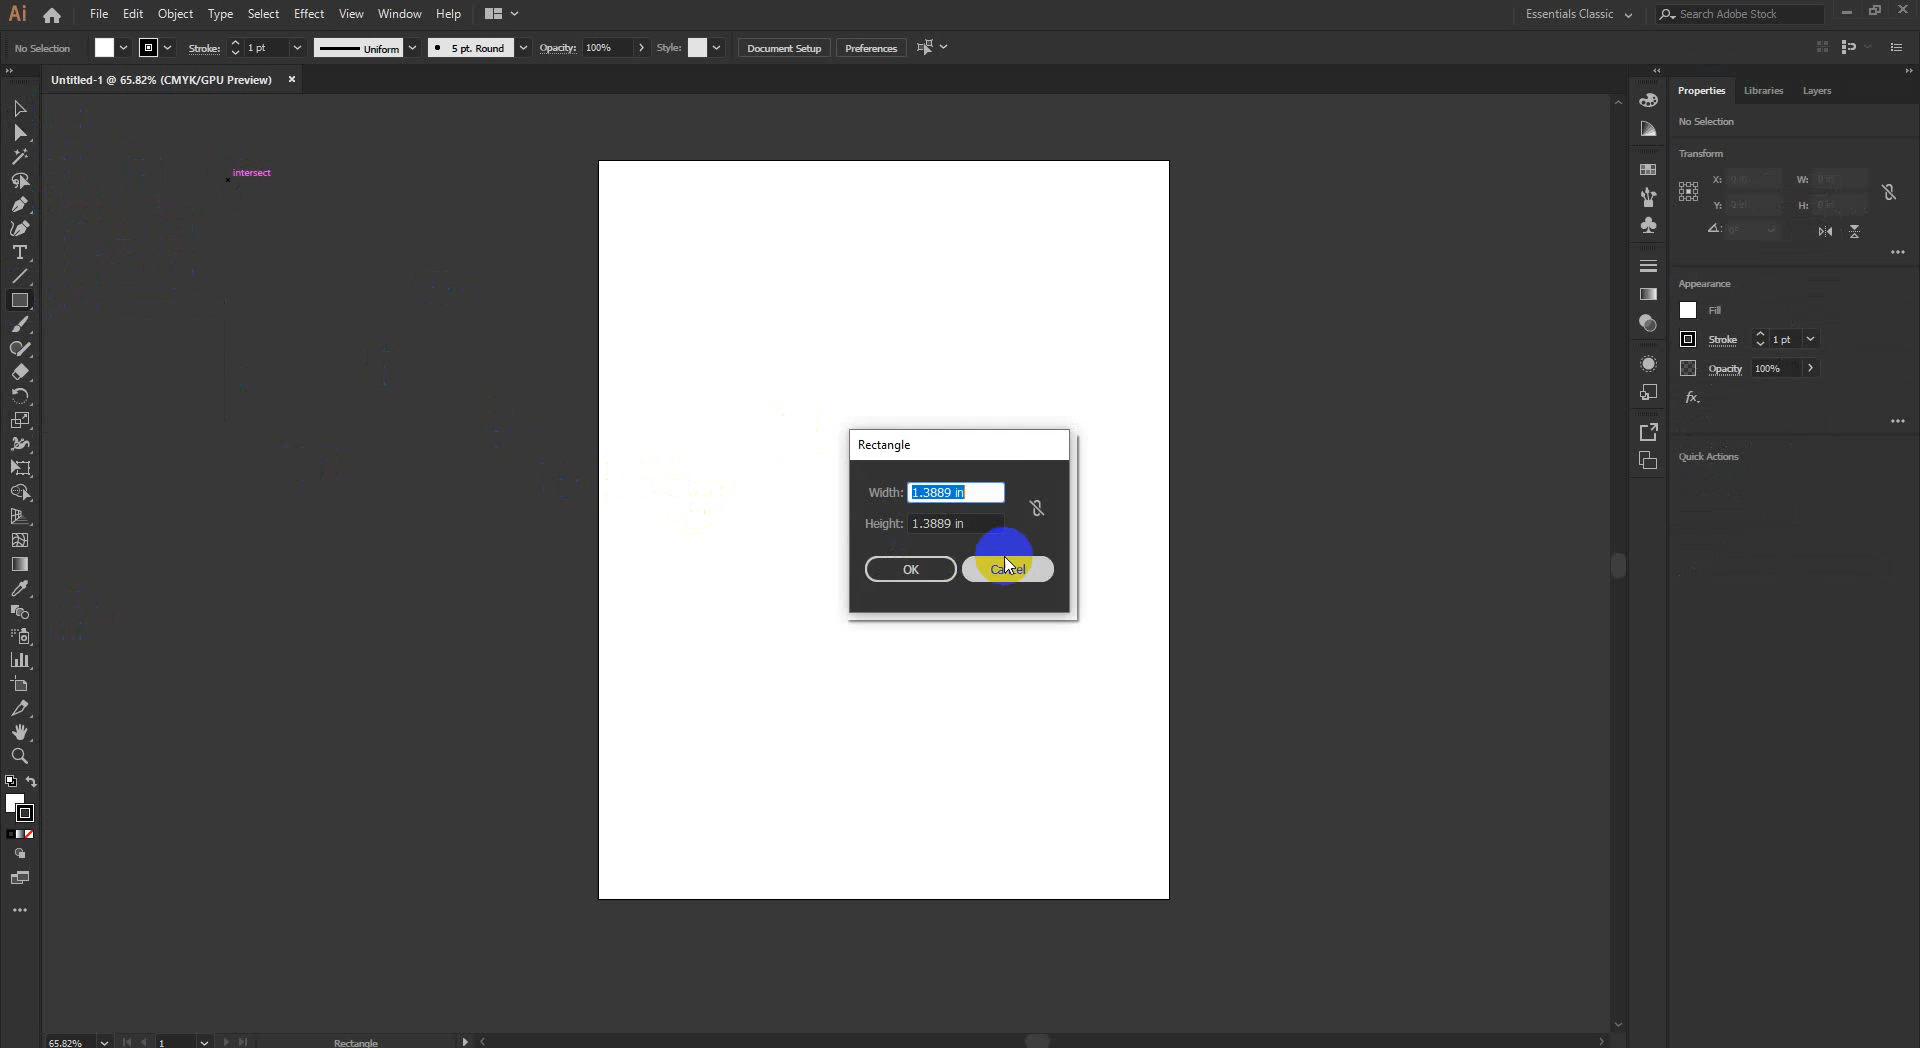 Ai File Edit Object Type Select Effect View Window Help Essentials Classic Search Adobe Stock
No Selection Stroke: 1 pt Uniform 5 pt. Round Opacity: 100% Style: Document Setup Preferences
Untitled-1 @ 65.82% (CMYK/GPU Preview) ×
Properties Libraries Layers
No Selection
Transform
X: W:
Y: H:
Appearance
Fill
Stroke 1 pt
Opacity 100%
fx.
Quick Actions
intersect
Rectangle
Width: 1.3889 in
Height: 1.3889 in
OK Cancel
65.82% 1 Rectangle